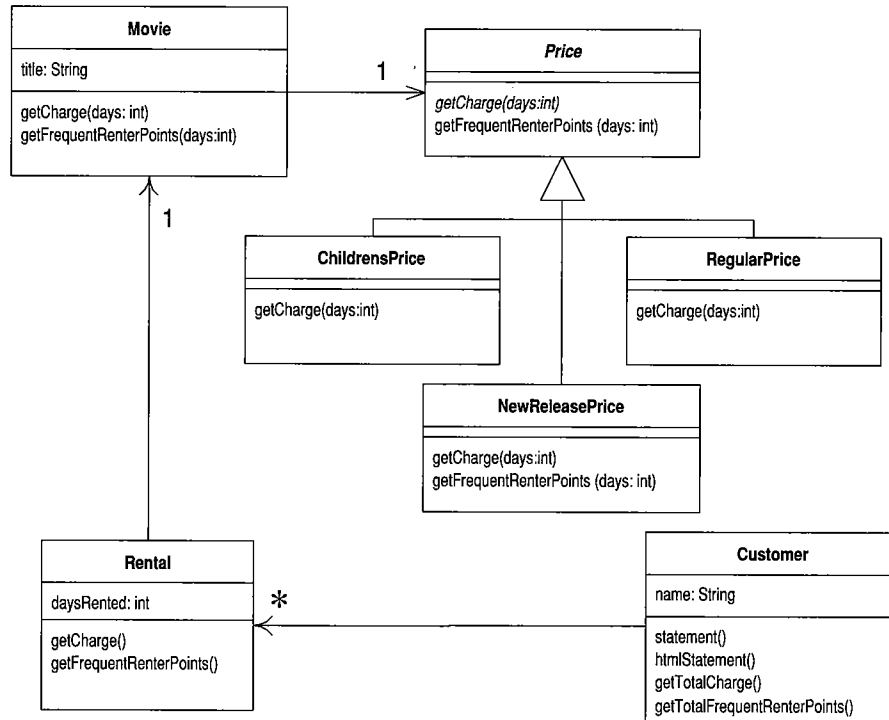 Movie
title: String
getCharge(days: int)
getFrequentRenterPoints(days:int)
1
Price
getCharge(days:int)
getFrequentRenterPoints (days: int)
1
ChildrensPrice
getCharge(days:int)
RegularPrice
getCharge(days:int)
NewReleasePrice
getCharge(days:int)
getFrequentRenterPoints (days: int)
Rental
daysRented: int
getCharge()
getFrequentRenterPoints()
*
Customer
name: String
statement()
htmlStatement()
getTotalCharge()
getTotalFrequentRenterPoints()